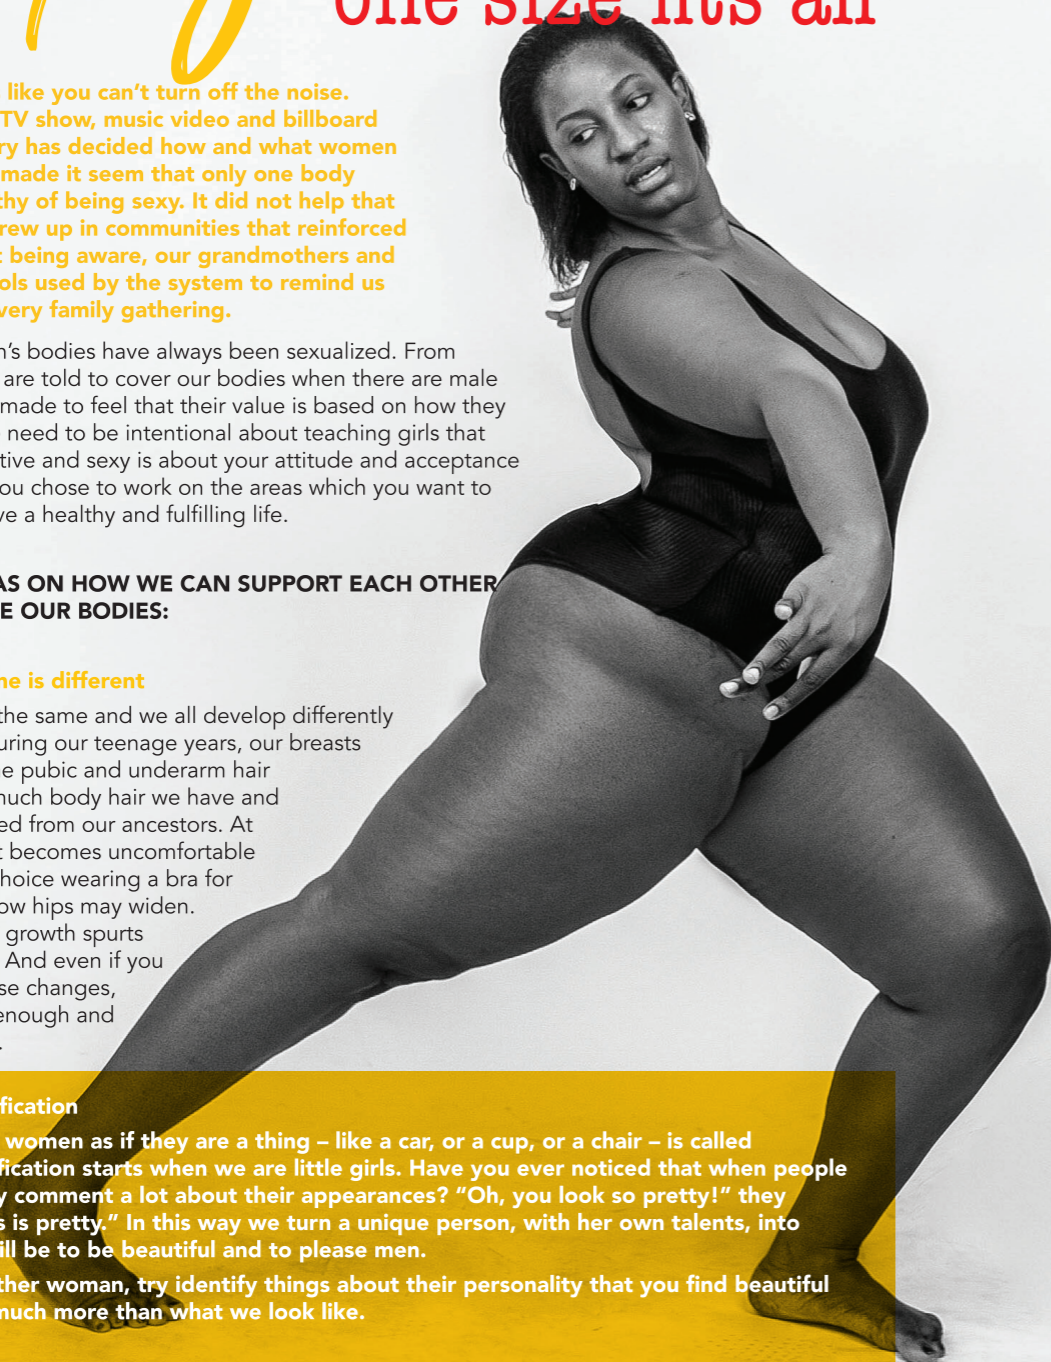 one size fits all
like you can't turn off the noise.
TV show, music video and billboard
ry has decided how and what women
made it seem that only one body
thy of being sexy. It did not help that
rew up in communities that reinforced
t being aware, our grandmothers and
ols used by the system to remind us
very family gathering.
n's bodies have always been sexualized. From
are told to cover our bodies when there are male
made to feel that their value is based on how they
need to be intentional about teaching girls that
tive and sexy is about your attitude and acceptance
ou chose to work on the areas which you want to
ve a healthy and fulfilling life.
AS ON HOW WE CAN SUPPORT EACH OTHER
E OUR BODIES:
ne is different
the same and we all develop differently
uring our teenage years, our breasts
e pubic and underarm hair
much body hair we have and
ed from our ancestors. At
t becomes uncomfortable
hoice wearing a bra for
ow hips may widen.
growth spurts
And even if you
se changes,
enough and
.
fication
women as if they are a thing – like a car, or a cup, or a chair – is called
fication starts when we are little girls. Have you ever noticed that when people
y comment a lot about their appearances? “Oh, you look so pretty!” they
s is pretty.” In this way we turn a unique person, with her own talents, into
ill be to be beautiful and to please men.
ther woman, try identify things about their personality that you find beautiful
much more than what we look like.